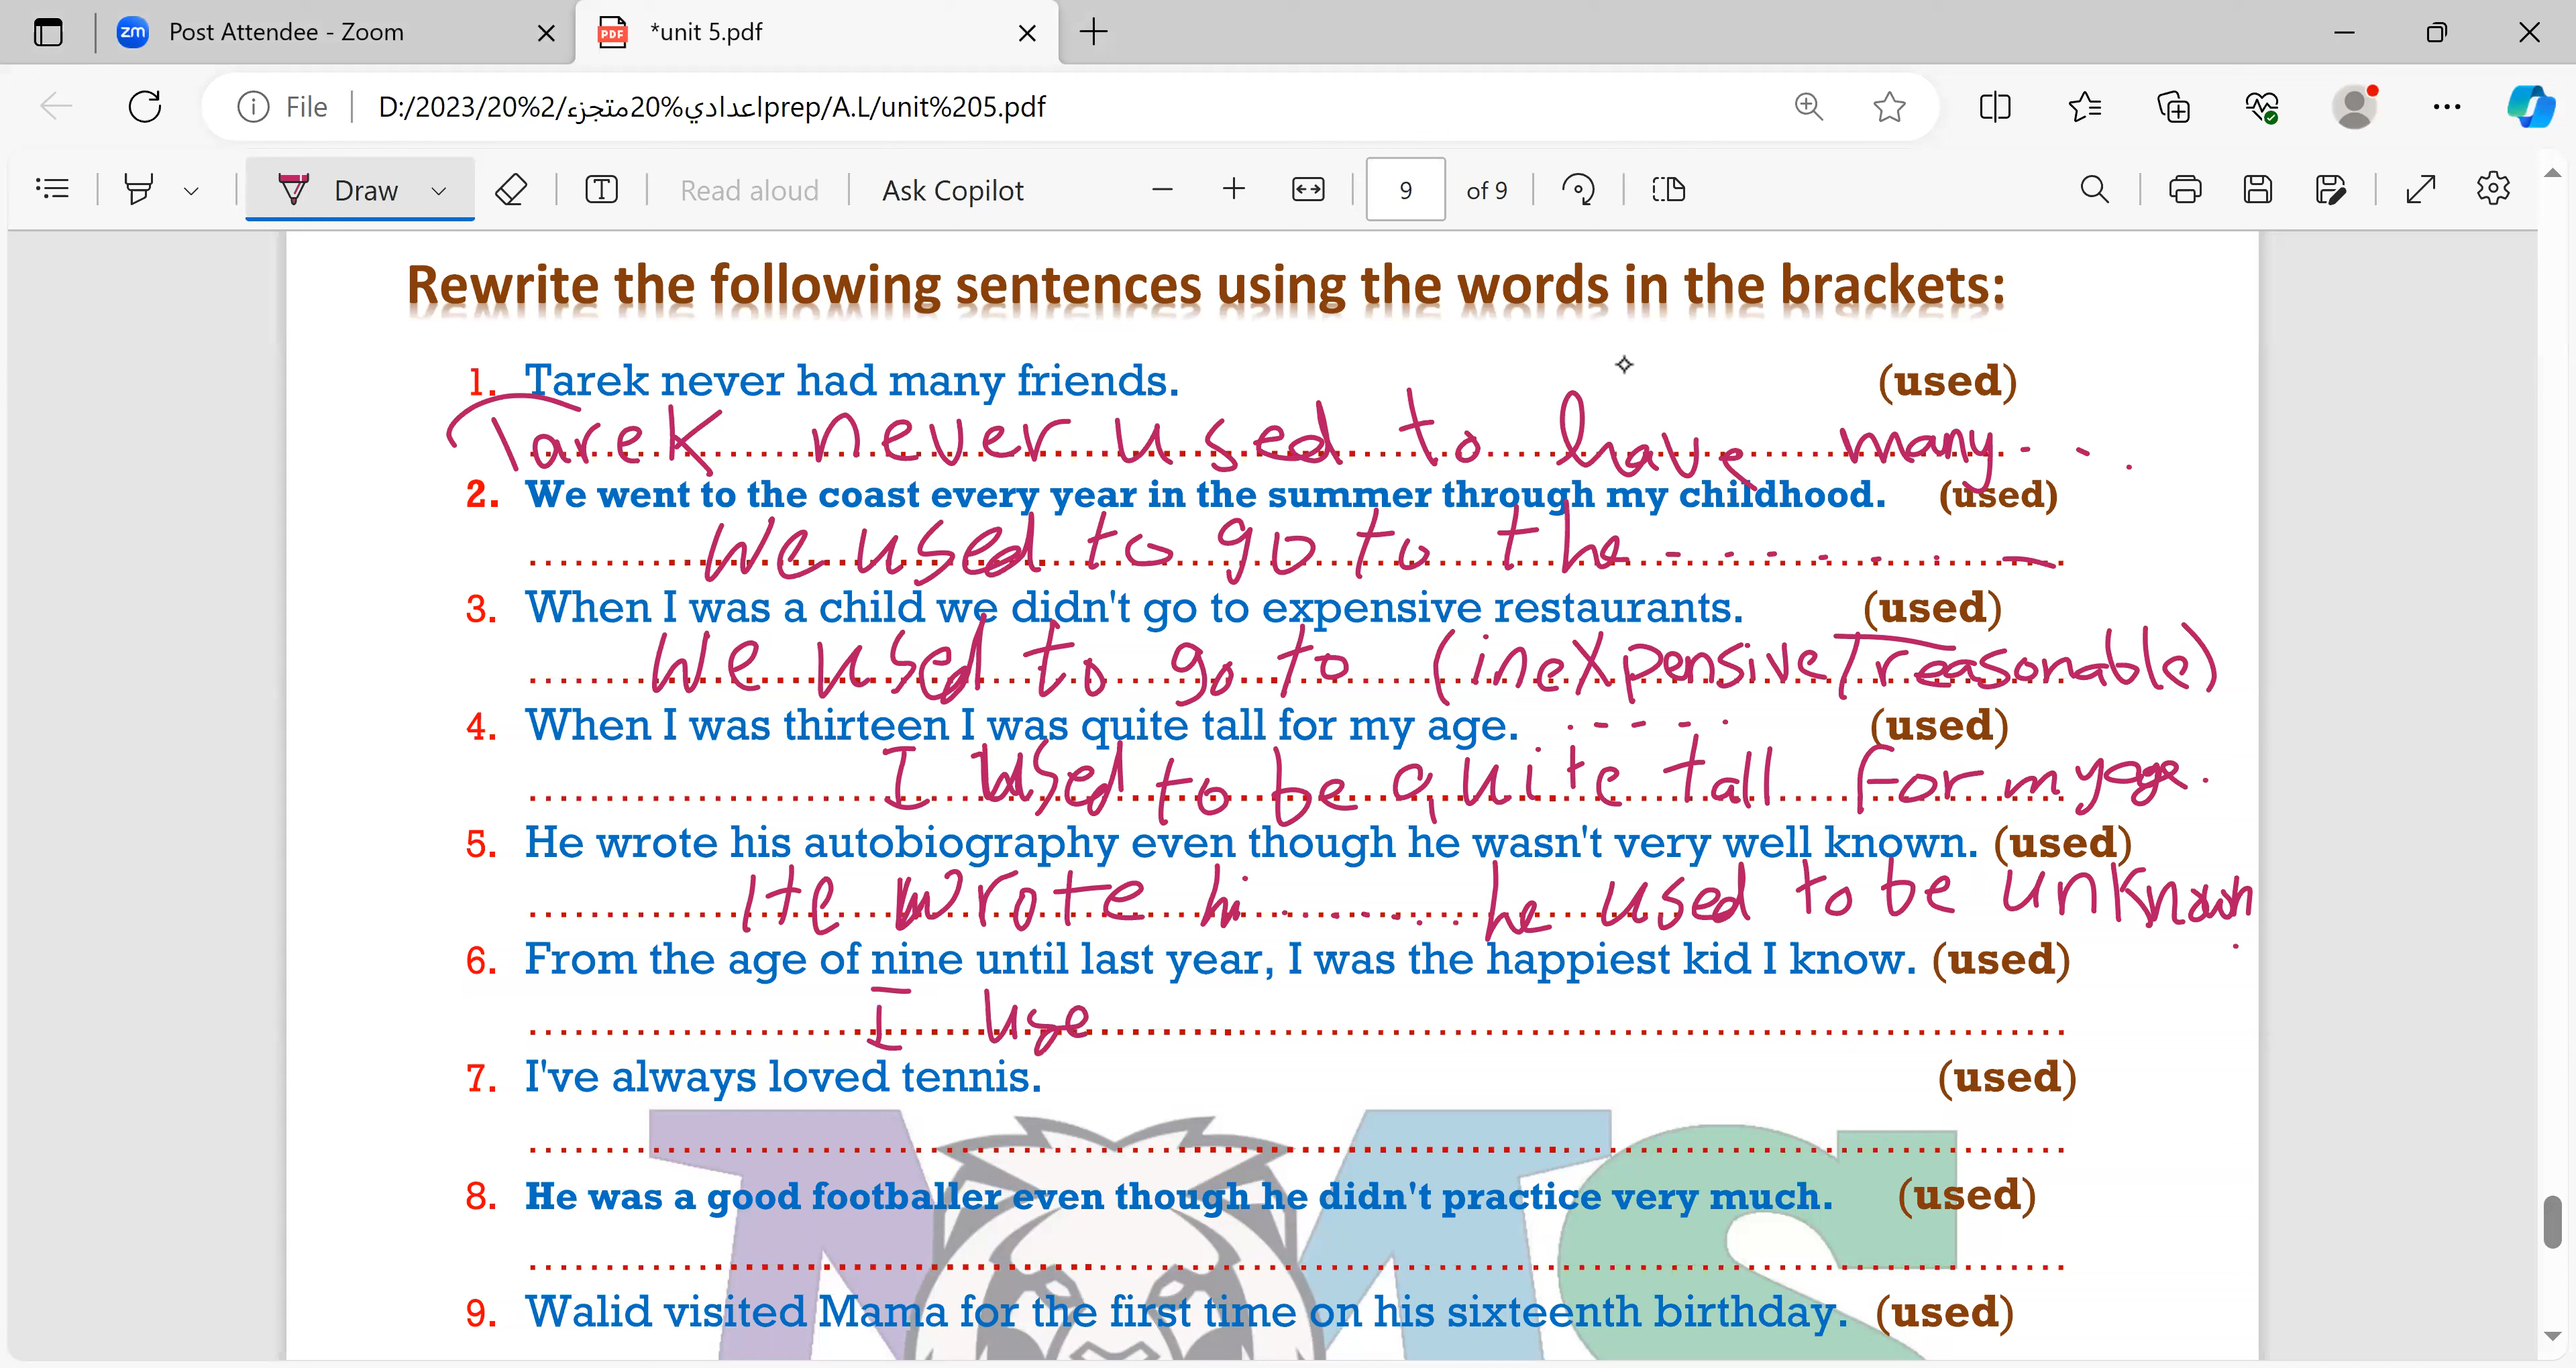 Post Attendee - Zoom
*unit 5.pdf
File
D:/2023/20%2/اعدادي%20متجزء/prep/A.L/unit%205.pdf
Draw
Read aloud
Ask Copilot
9 of 9
Rewrite the following sentences using the words in the brackets:
1. Tarek never had many friends. (used)
Tarek never used to have many...
2. We went to the coast every year in the summer through my childhood. (used)
We used to go to the ........
3. When I was a child we didn't go to expensive restaurants. (used)
We used to go to (inexpensive / reasonable)
4. When I was thirteen I was quite tall for my age. ..... (used)
I used to be quite tall for my age.
5. He wrote his autobiography even though he wasn't very well known. (used)
He wrote hi ....... he used to be unknown.
6. From the age of nine until last year, I was the happiest kid I know. (used)
I use
7. I've always loved tennis. (used)
8. He was a good footballer even though he didn't practice very much. (used)
9. Walid visited Mama for the first time on his sixteenth birthday. (used)